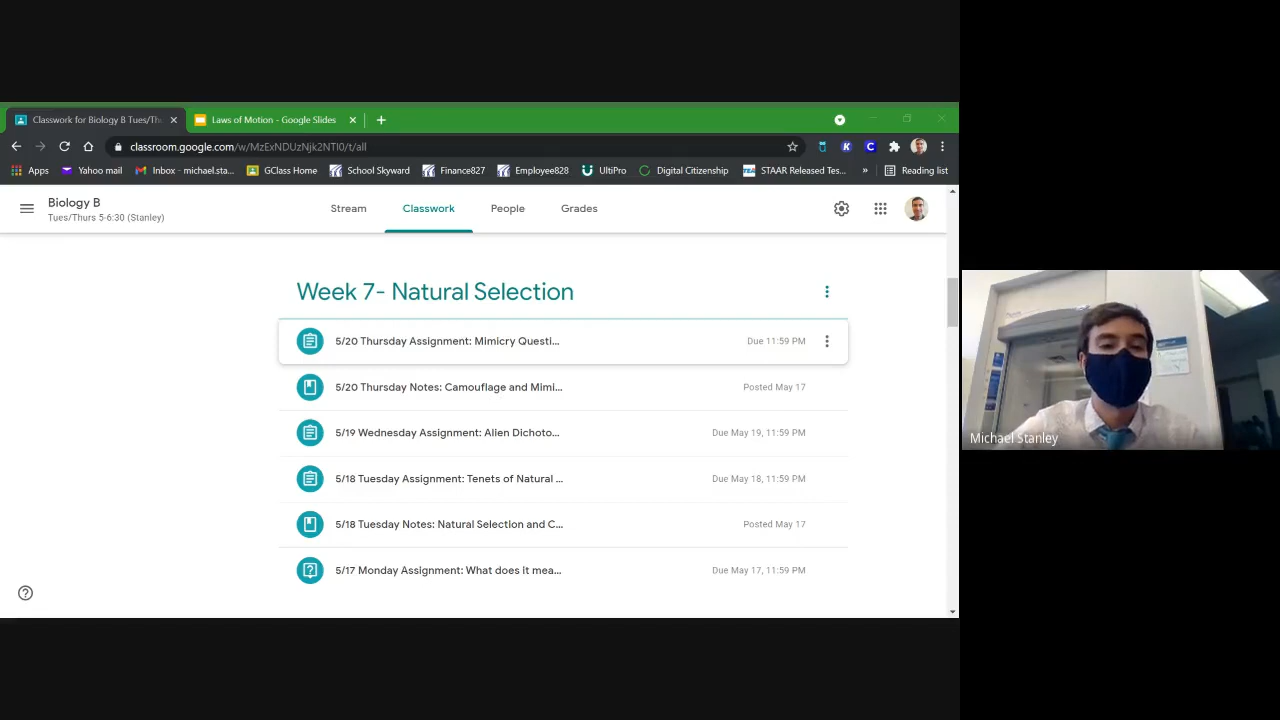 Classwork for Biology B Tues/Th
Laws of Motion - Google Slides
classroom.google.com/w/MzExNDUzNjk2NTI0/t/all
Apps Yahoo mail Inbox - michael.sta... GClass Home School Skyward Finance827 Employee828 UltiPro Digital Citizenship STAAR Released Tes... » Reading list
Biology B
Tues/Thurs 5-6:30 (Stanley)
Stream Classwork People Grades
Week 7- Natural Selection
5/20 Thursday Assignment: Mimicry Questi... Due 11:59 PM
5/20 Thursday Notes: Camouflage and Mimi... Posted May 17
5/19 Wednesday Assignment: Alien Dichoto... Due May 19, 11:59 PM
5/18 Tuesday Assignment: Tenets of Natural ... Due May 18, 11:59 PM
5/18 Tuesday Notes: Natural Selection and C... Posted May 17
5/17 Monday Assignment: What does it mea... Due May 17, 11:59 PM
Michael Stanley